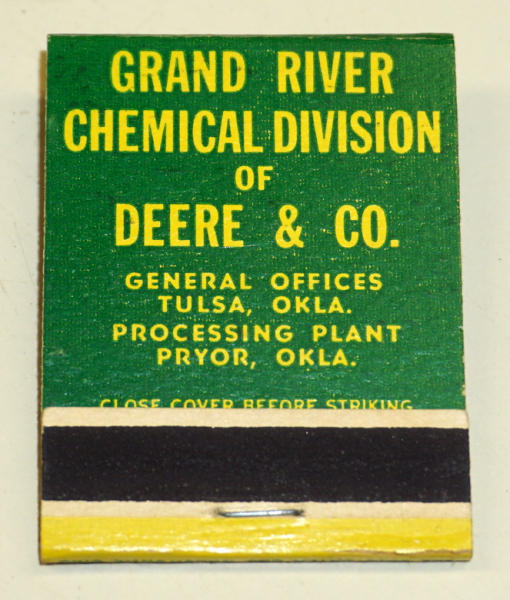 GRAND RIVER
CHEMICAL DIVISION
OF
DEERE & CO.
GENERAL OFFICES
TULSA, OKLA.
PROCESSING PLANT
PRYOR, OKLA.
CLOSE COVER BEFORE STRIKING